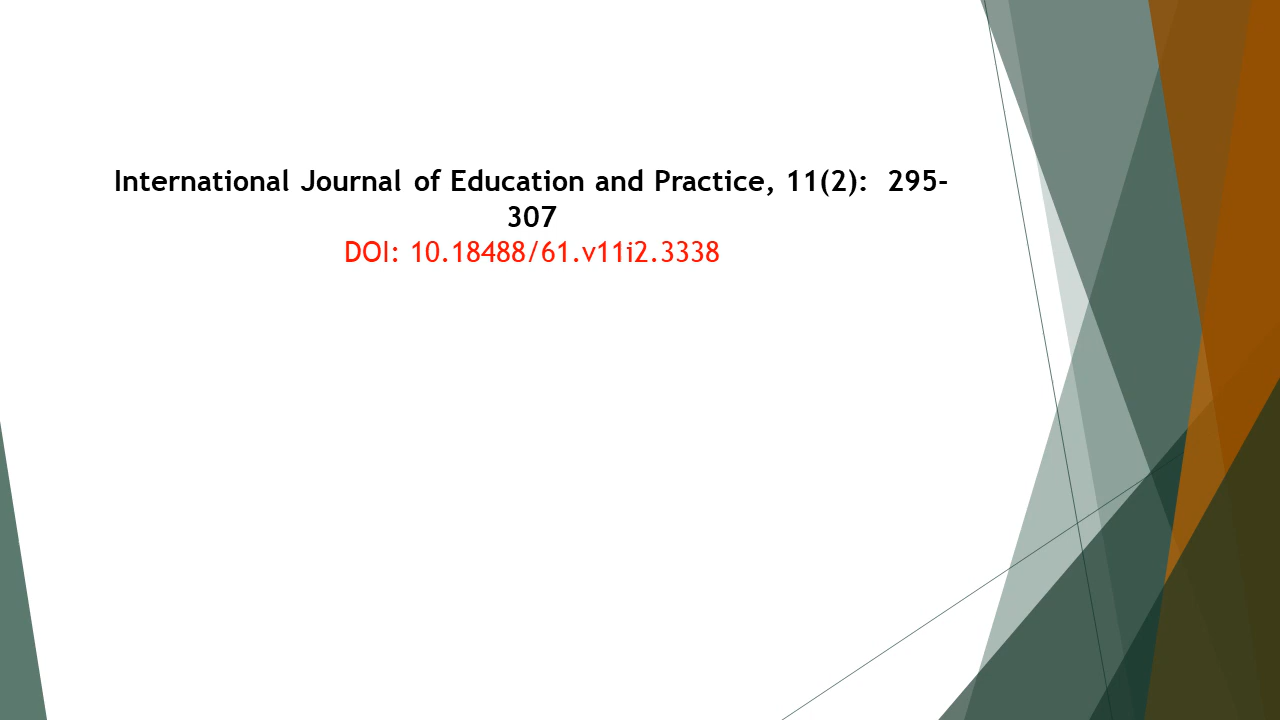 International Journal of Education and Practice, 11(2):  295-
307
DOI: 10.18488/61.v11i2.3338